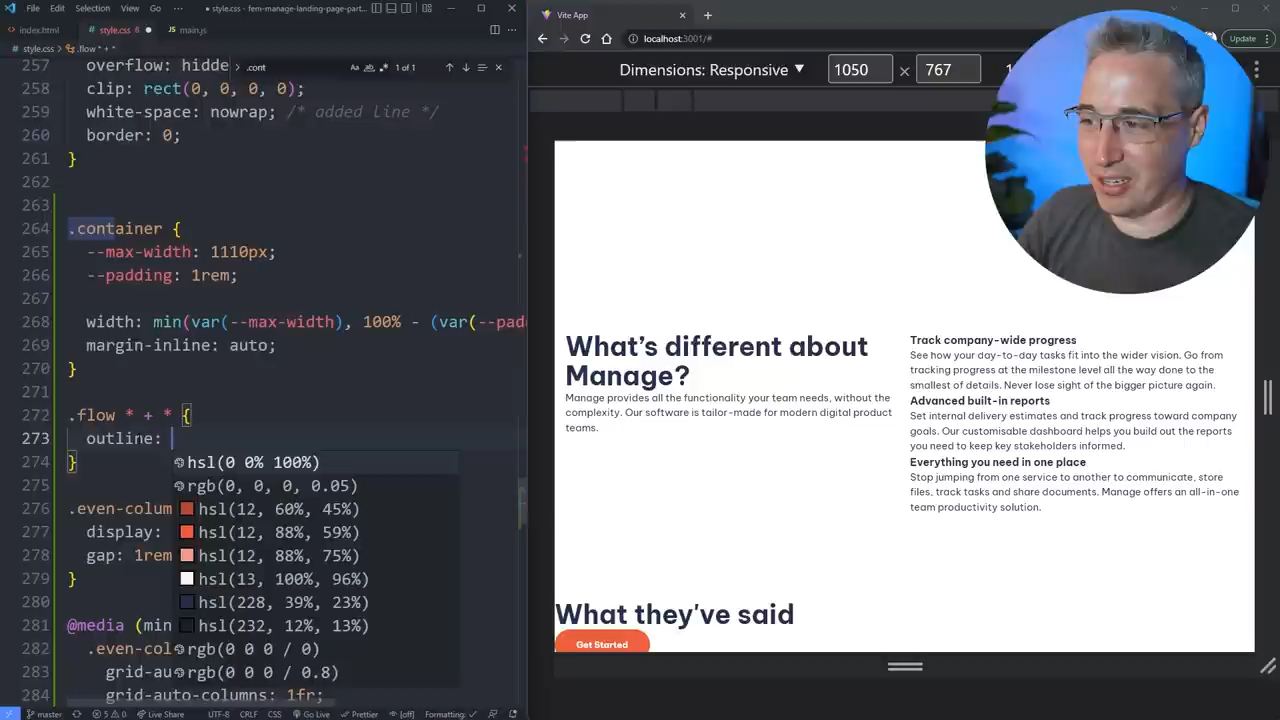 File Edit Selection View Go ··· style.css - fem-manage-landing-page-part...
index.html style.css 6 main.js
style.css > .flow * + *
.cont 1 of 1
257 overflow: hidde
258 clip: rect(0, 0, 0, 0);
259 white-space: nowrap; /* added line */
260 border: 0;
261 }
262
263
264 .container {
265 --max-width: 1110px;
266 --padding: 1rem;
267
268 width: min(var(--max-width), 100% - (var(--pad
269 margin-inline: auto;
270 }
271
272 .flow * + * {
273 outline:
274 }
275
276 .even-colum
277 display:
278 gap: 1rem
279 }
280
281 @media (min
282 .even-col
283 grid-au
284 grid-auto-columns: 1fr;
hsl(0 0% 100%)
rgb(0, 0, 0, 0.05)
hsl(12, 60%, 45%)
hsl(12, 88%, 59%)
hsl(12, 88%, 75%)
hsl(13, 100%, 96%)
hsl(228, 39%, 23%)
hsl(232, 12%, 13%)
rgb(0 0 0 / 0)
rgb(0 0 0 / 0.8)
master 5 0 Live Share UTF-8 CRLF CSS Go Live Prettier [off] Formatting: ✓
Vite App
localhost:3001/#
Update
Dimensions: Responsive 1050 × 767
What's different about
Manage?
Manage provides all the functionality your team needs, without the
complexity. Our software is tailor-made for modern digital product
teams.
Track company-wide progress
See how your day-to-day tasks fit into the wider vision. Go from
tracking progress at the milestone level all the way done to the
smallest of details. Never lose sight of the bigger picture again.
Advanced built-in reports
Set internal delivery estimates and track progress toward company
goals. Our customisable dashboard helps you build out the reports
you need to keep key stakeholders informed.
Everything you need in one place
Stop jumping from one service to another to communicate, store
files, track tasks and share documents. Manage offers an all-in-one
team productivity solution.
What they've said
Get Started